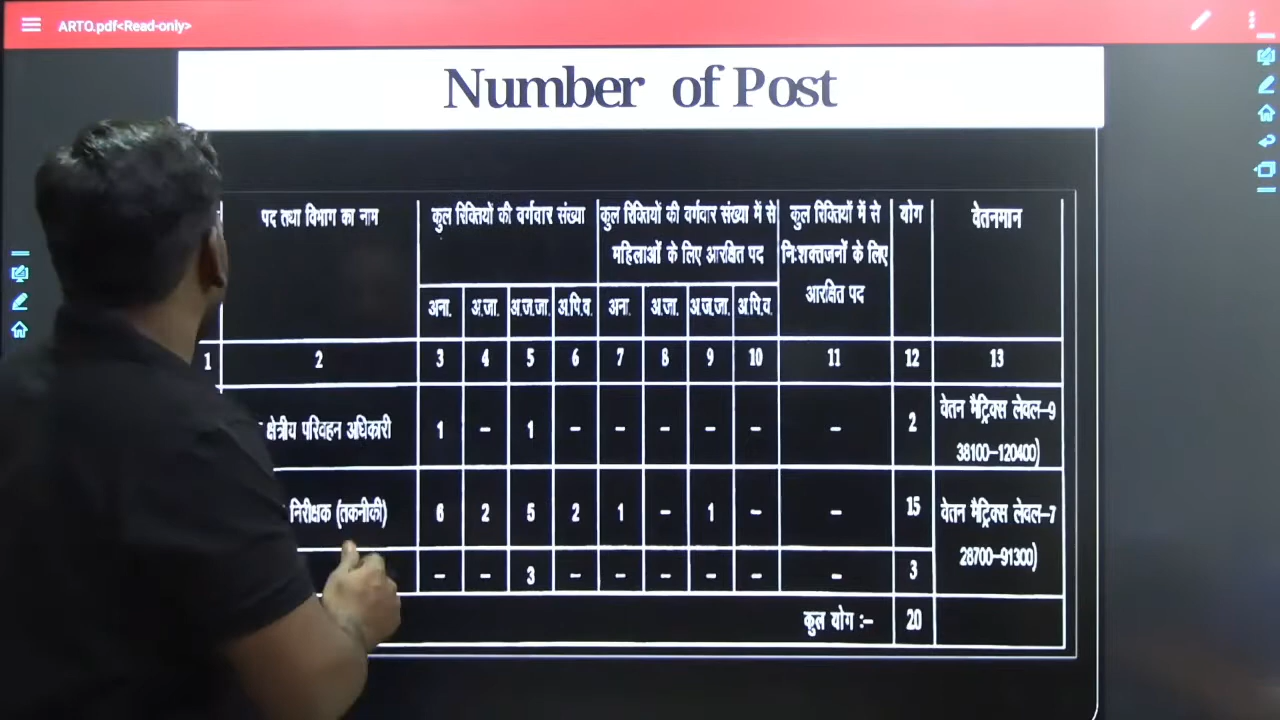 ARTO.pdf<Read-only>
Number of Post
पद तथा विभाग का नाम
कुल रिक्तियों की वर्गवार संख्या
कुल रिक्तियों की वर्गवार संख्या में से
महिलाओं के लिए आरक्षित पद
कुल रिक्तियों में से
निःशक्तजनों के लिए
आरक्षित पद
योग
वेतनमान
अना. अ.जा. अ.ज.जा. अ.पि.व. अना. अ.जा. अ.ज.जा. अ.पि.व.
1 2 3 4 5 6 7 8 9 10 11 12 13
क्षेत्रीय परिवहन अधिकारी 1 – 1 – – – – – – 2
वेतन मैट्रिक्स लेवल–9
38100–120400)
निरीक्षक (तकनीकी) 6 2 5 2 1 – 1 – – 15
वेतन मैट्रिक्स लेवल–7
28700–91300)
– – 3 – – – – – – 3
कुल योग :– 20